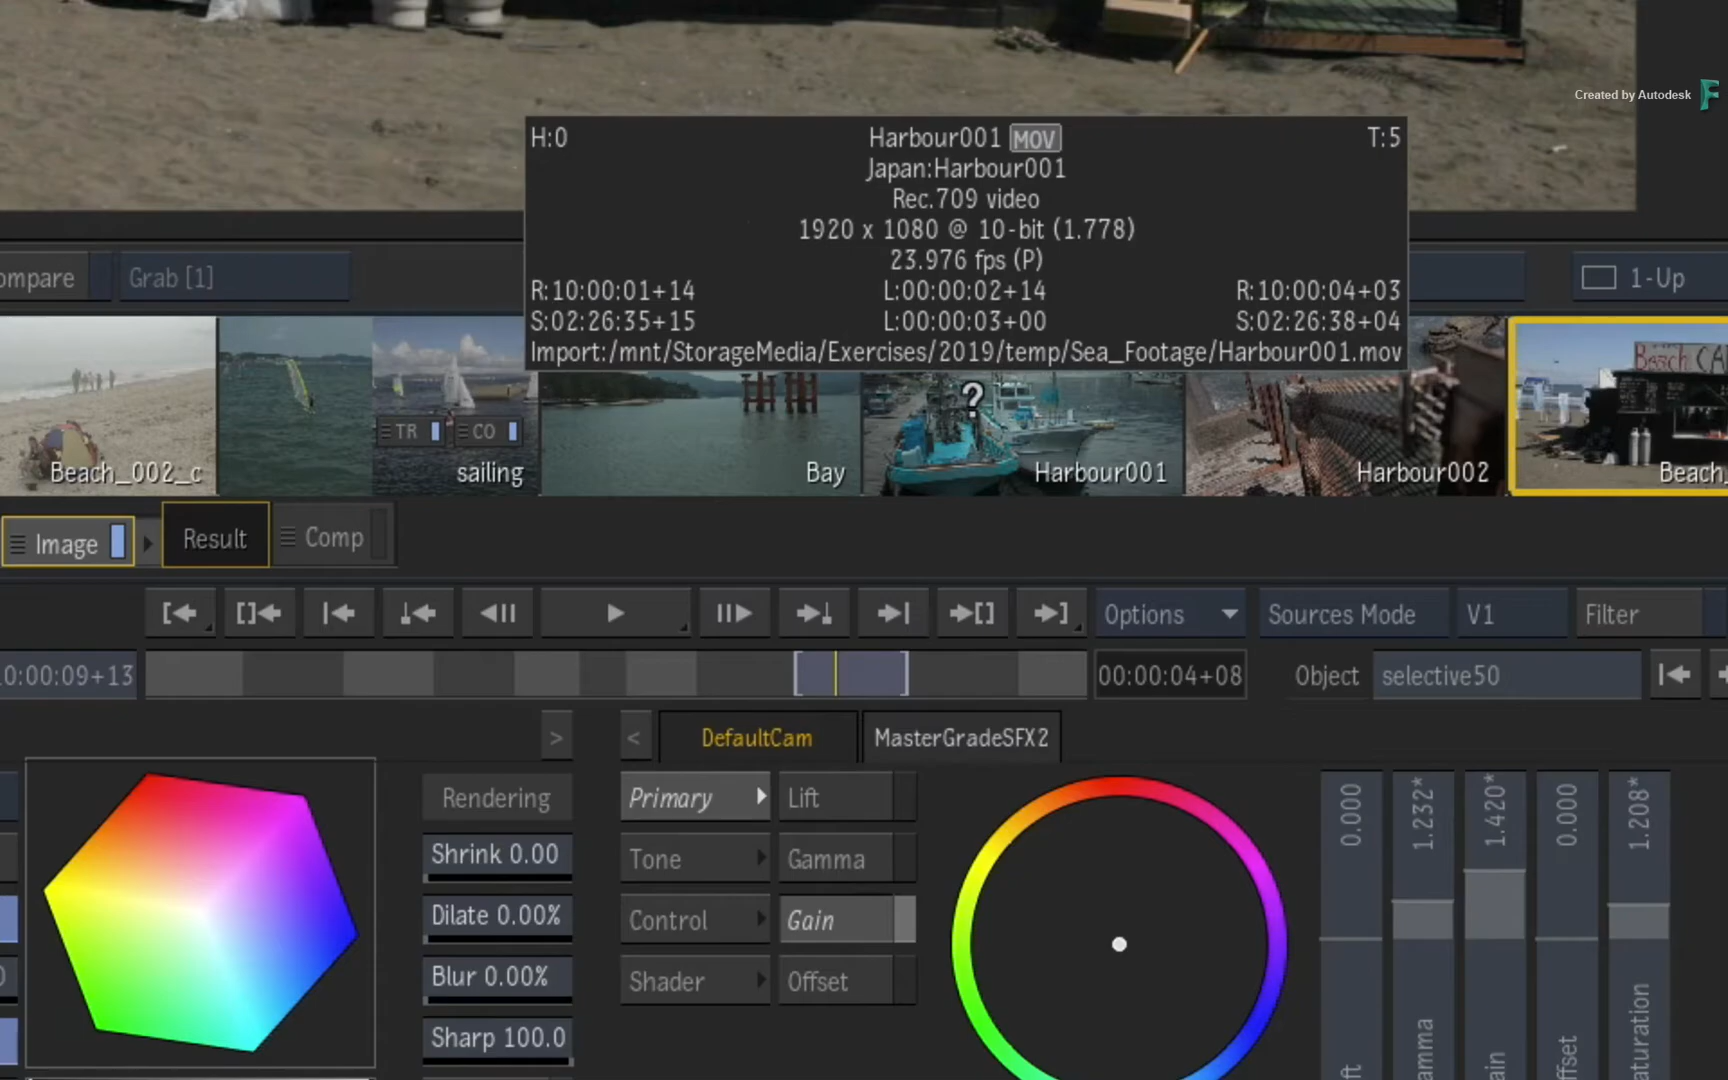 Created by Autodesk
H:0 Harbour001 MOV T:5
Japan:Harbour001
Rec.709 video
1920 x 1080 @ 10-bit (1.778)
23.976 fps (P)
R:10:00:01+14 L:00:00:02+14 R:10:00:04+03
S:02:26:35+15 L:00:00:03+00 S:02:26:38+04
Import:/mnt/StorageMedia/Exercises/2019/temp/Sea_Footage/Harbour001.mov
ompare Grab [1] 1-Up
Beach CA
?
TR CO
Beach_002_c sailing Bay Harbour001 Harbour002 Beach_
Image Result Comp
Options Sources Mode V1 Filter
0:00:09+13 00:00:04+08 Object selective50
> < DefaultCam MasterGradeSFX2
Rendering Primary Lift 0.000 1.232* 1.420* 0.000 1.208*
Shrink 0.00 Tone Gamma
Dilate 0.00% Control Gain
Blur 0.00% Shader Offset
Sharp 100.0 ft amma ain ffset aturation